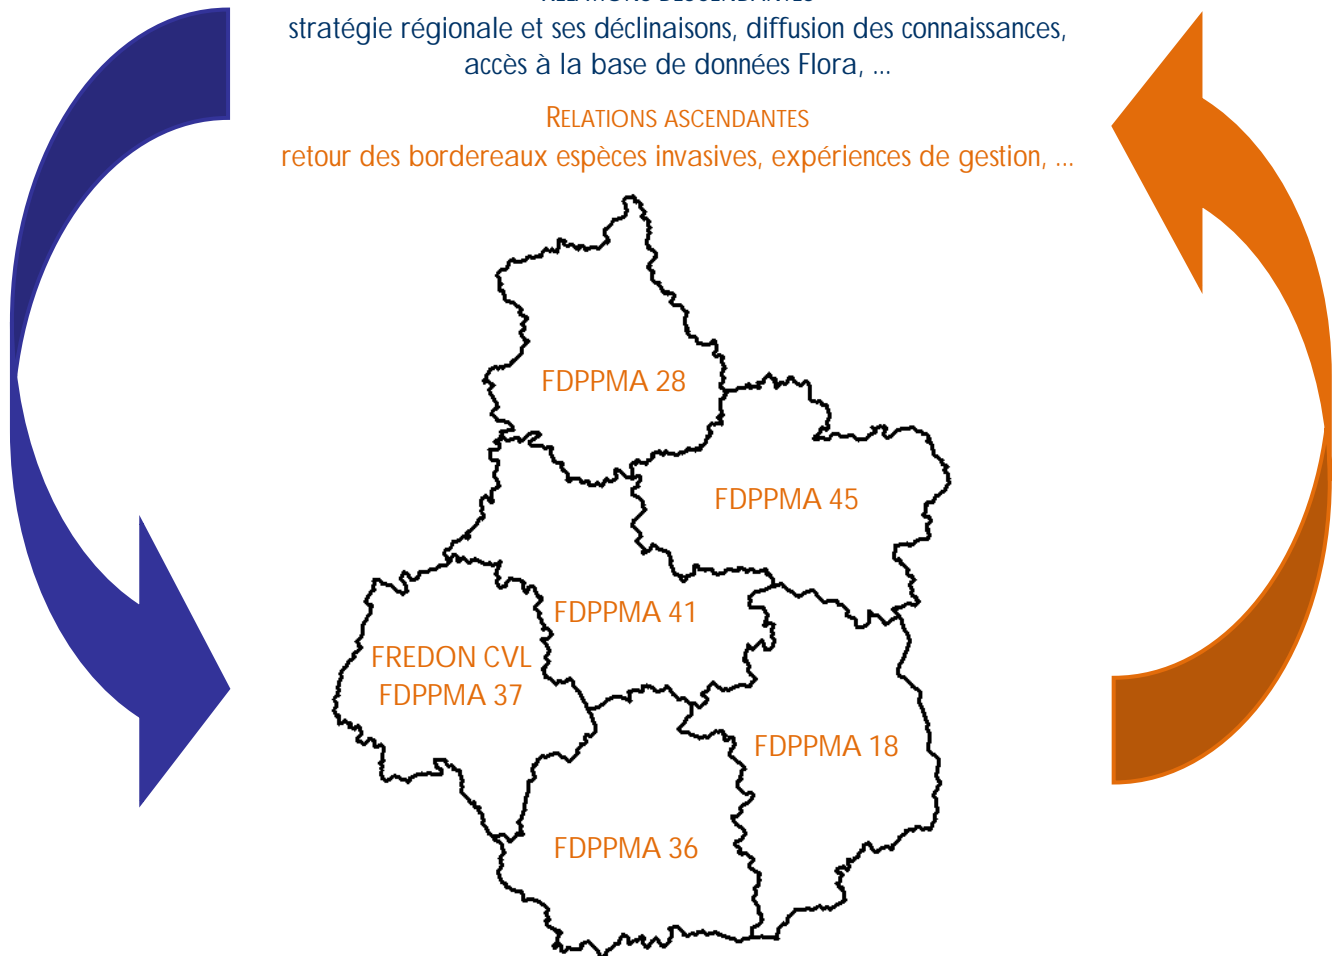 RELATIONS DESCENDANTES
stratégie régionale et ses déclinaisons, diffusion des connaissances,
accès à la base de données Flora, ...
RELATIONS ASCENDANTES
retour des bordereaux espèces invasives, expériences de gestion, ...
FDPPMA 28
FDPPMA 45
FDPPMA 41
FREDON CVL
FDPPMA 37
FDPPMA 18
FDPPMA 36